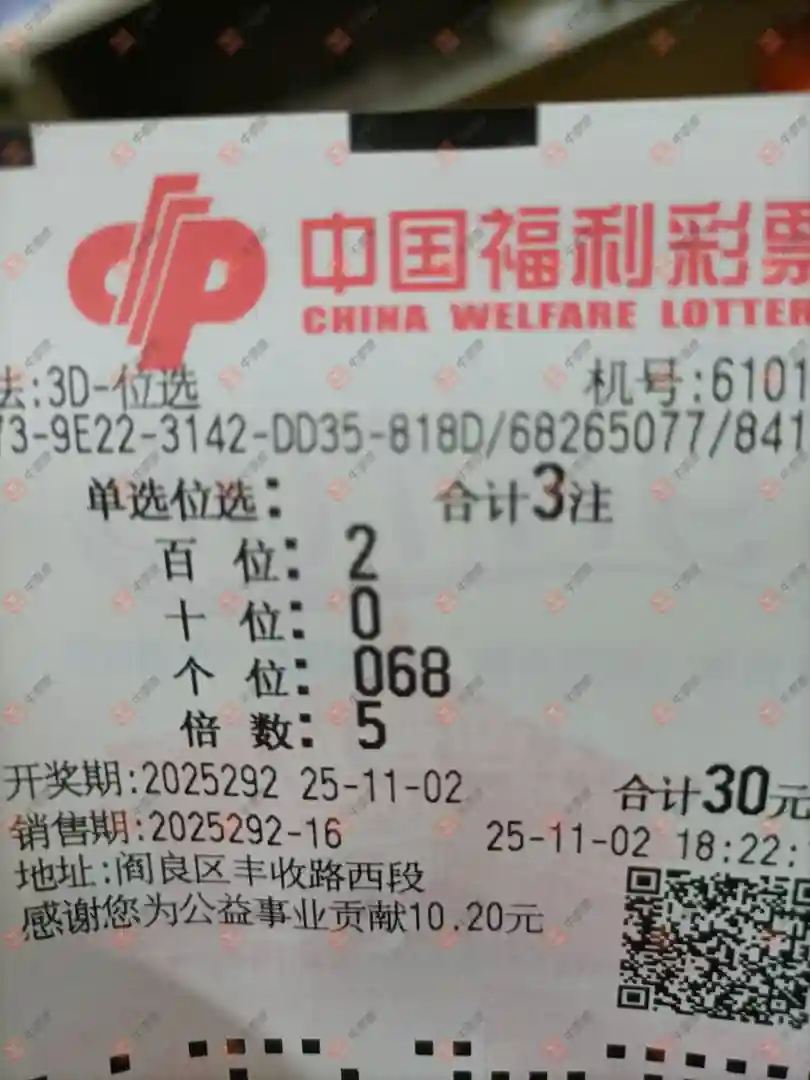 中国福利彩票
CHINA WELFARE LOTTER
法:3D-位选 机号:6101
73-9E22-3142-DD35-818D/68265077/841
单选位选: 合计3注
百 位: 2
十 位: 0
个 位: 068
倍 数: 5
开奖期:2025292 25-11-02 合计30元
销售期:2025292-16 25-11-02 18:22:
地址:阎良区丰收路西段
感谢您为公益事业贡献10.20元